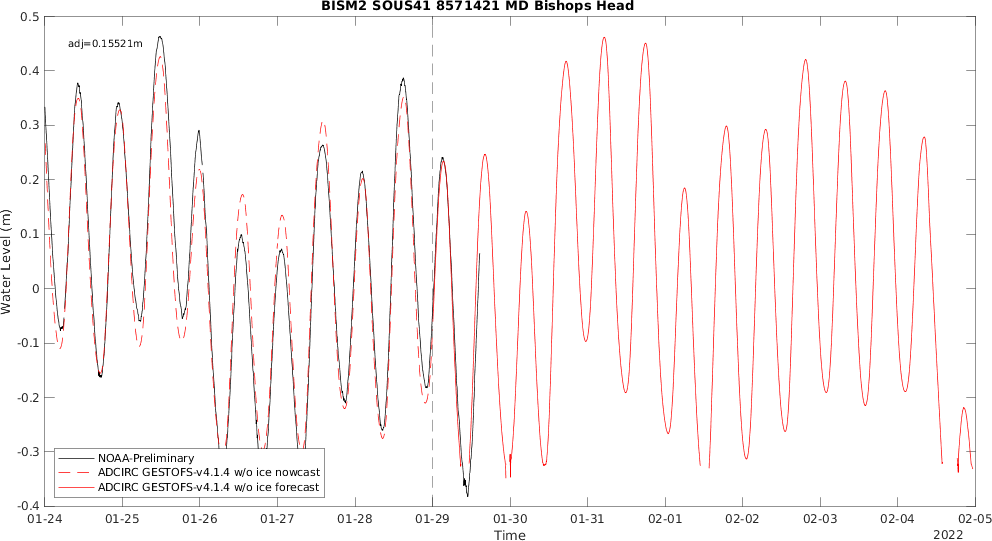 BISM2 SOUS41 8571421 MD Bishops Head
adj=0.15521m
0.5
0.4
0.3
0.2
0.1
0
-0.1
-0.2
-0.3
-0.4
Water Level (m)
NOAA-Preliminary
ADCIRC GESTOFS-v4.1.4 w/o ice nowcast
ADCIRC GESTOFS-v4.1.4 w/o ice forecast
01-24 01-25 01-26 01-27 01-28 01-29 01-30 01-31 02-01 02-02 02-03 02-04 02-05
Time
2022